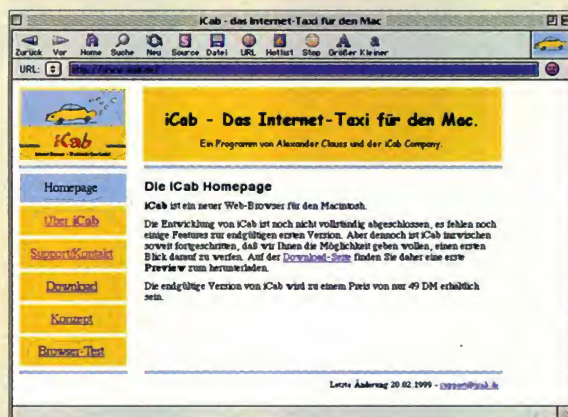 iCab - das Internet-Taxi für den Mac
Zurück Vor Home Suche Neu Source Datei URL Hotlist Stop Größer Kleiner
URL:
iCab
iCab - Das Internet-Taxi für den Mac.
Ein Programm von Alexander Clauss und der iCab Company.
Homepage
Über iCab
Support/Kontakt
Download
Konzept
Browser-Test
Die iCab Homepage
iCab ist ein neuer Web-Browser für den Macintosh.
Die Entwicklung von iCab ist noch nicht vollständig abgeschlossen, es fehlen noch
einige Features zur endgültigen ersten Version. Aber dennoch ist iCab inzwischen
soweit fortgeschritten, daß wir Ihnen die Möglichkeit geben wollen, einen ersten
Blick darauf zu werfen. Auf der Download-Seite finden Sie daher eine erste
Preview zum herunterladen.
Die endgültige Version von iCab wird zu einem Preis von nur 49 DM erhältlich
sein.
Letzte Änderung 20.02.1999 - support@icab.de